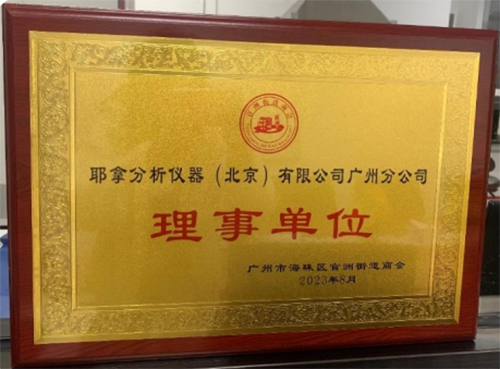 耶拿分析仪器（北京）有限公司广州分公司
理事单位
广州市海珠区官洲街道商会
2023年8月